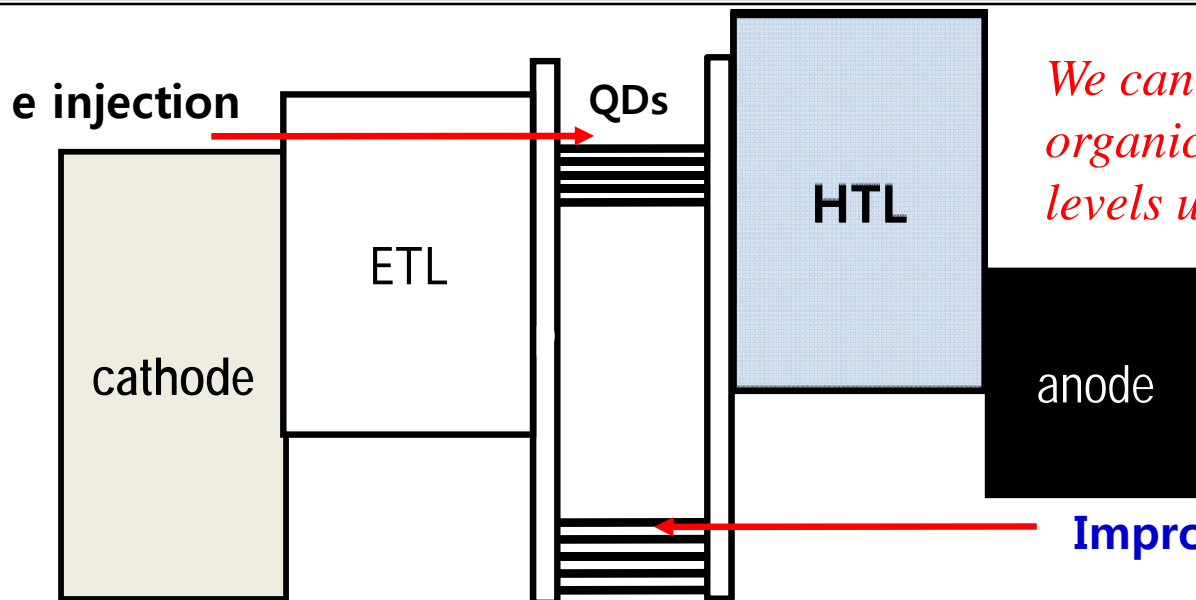 e injection
QDs
We can
organic
levels u
HTL
ETL
cathode
anode
Impro